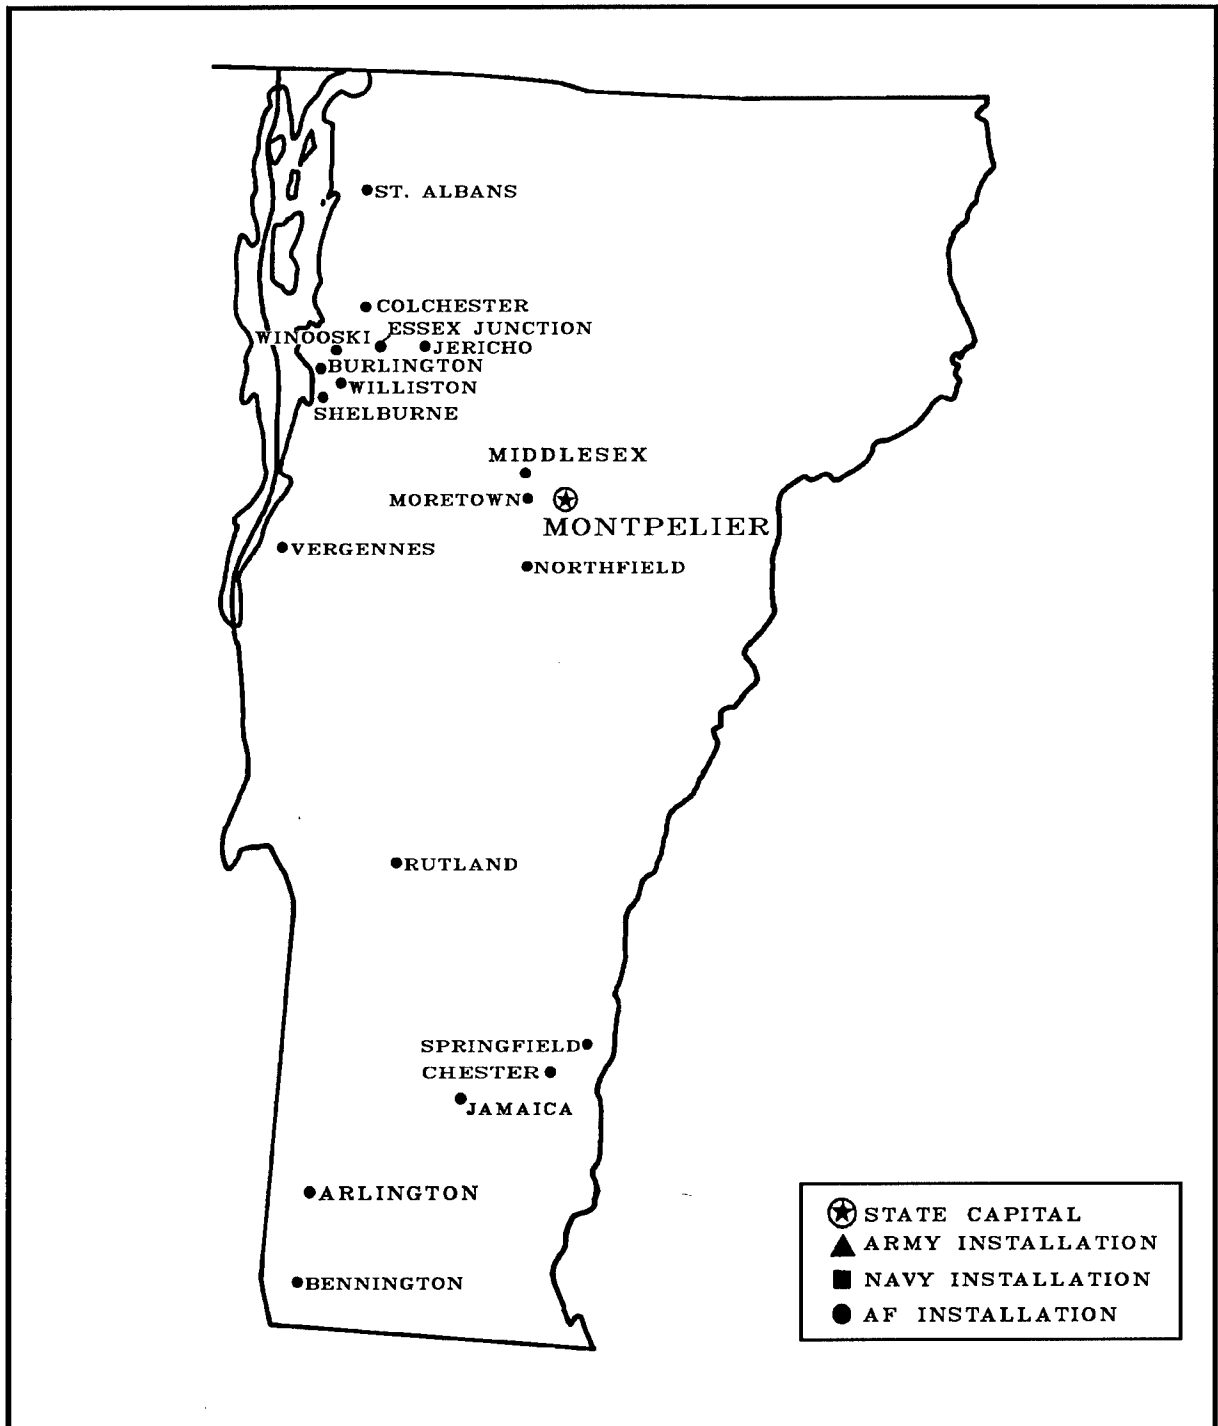 ST. ALBANS
COLCHESTER
ESSEX JUNCTION
WINOOSKI
JERICHO
BURLINGTON
WILLISTON
SHELBURNE
MIDDLESEX
MORETOWN
MONTPELIER
VERGENNES
NORTHFIELD
RUTLAND
SPRINGFIELD
CHESTER
JAMAICA
ARLINGTON
BENNINGTON
STATE CAPITAL
ARMY INSTALLATION
NAVY INSTALLATION
AF INSTALLATION